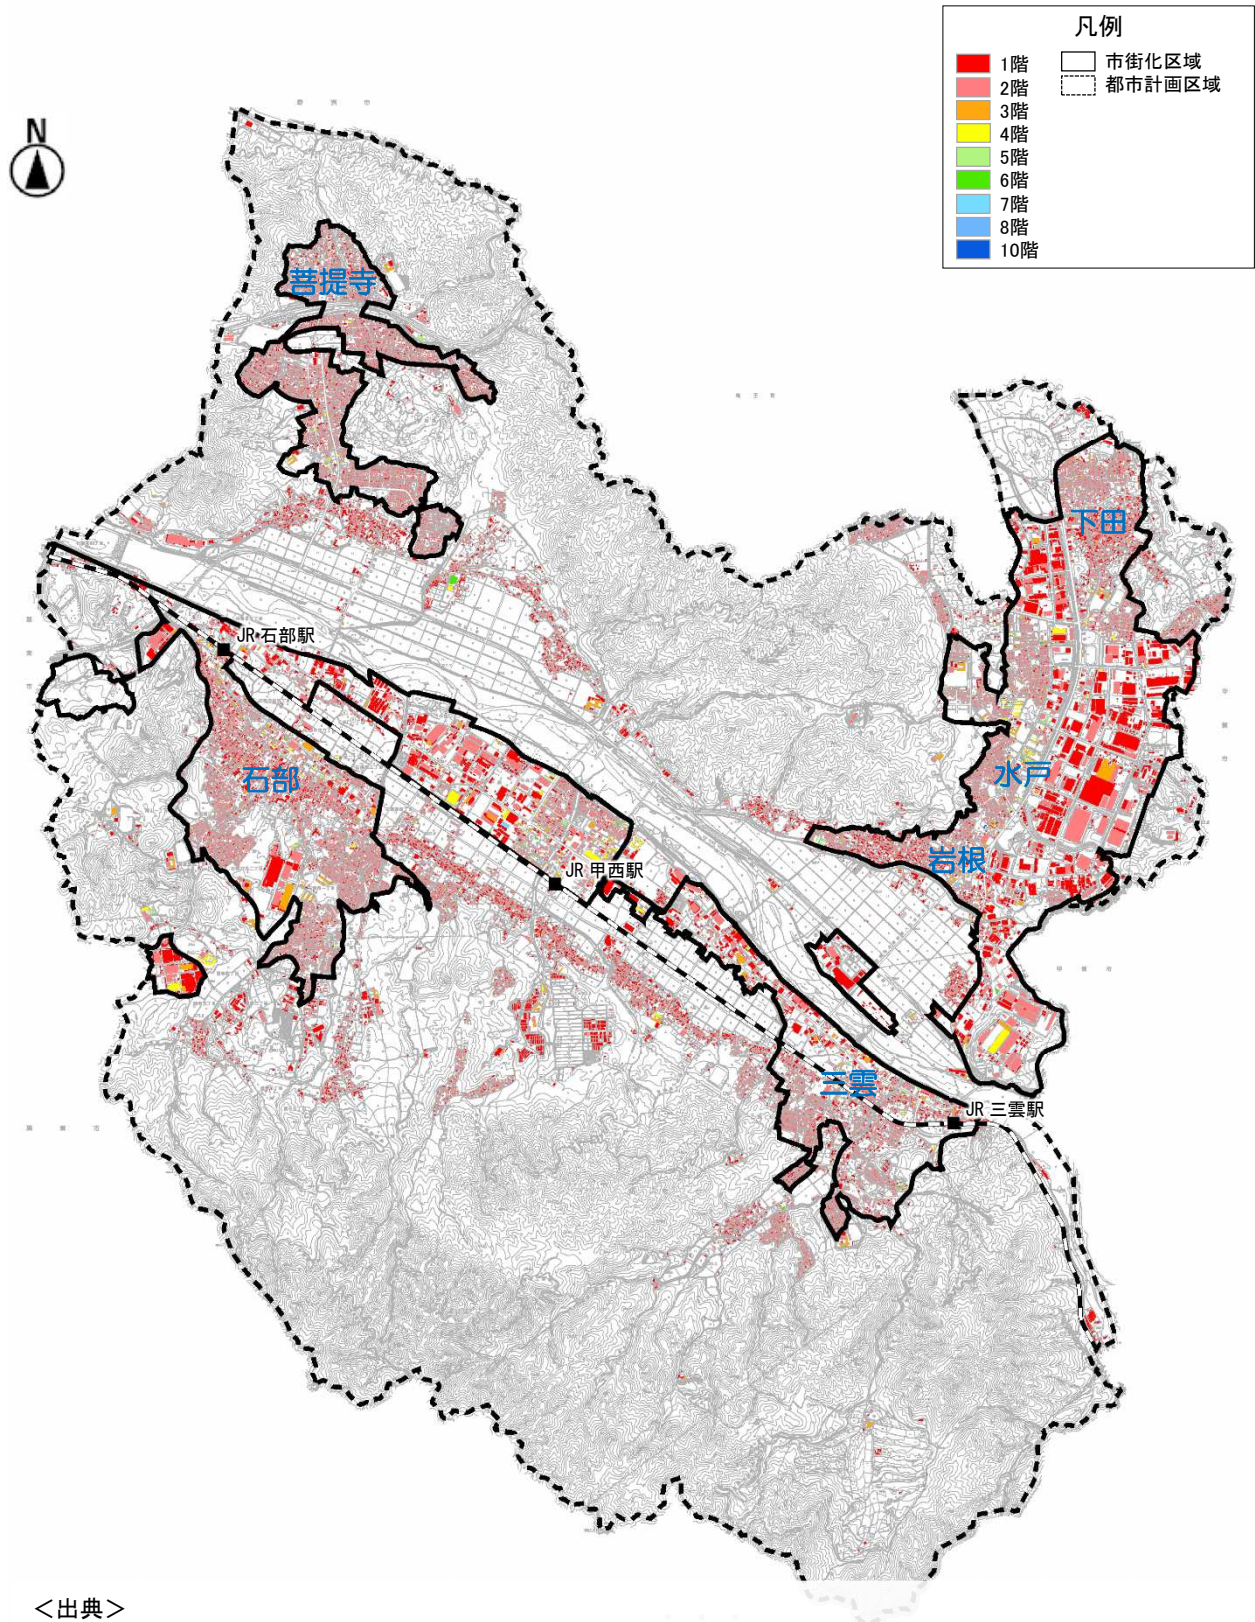 凡例
1階
2階
3階
4階
5階
6階
7階
8階
10階
市街化区域
都市計画区域
N
菩提寺
下田
JR 石部駅
石部
水戸
岩根
JR 甲西駅
三雲
JR 三雲駅
＜出典＞